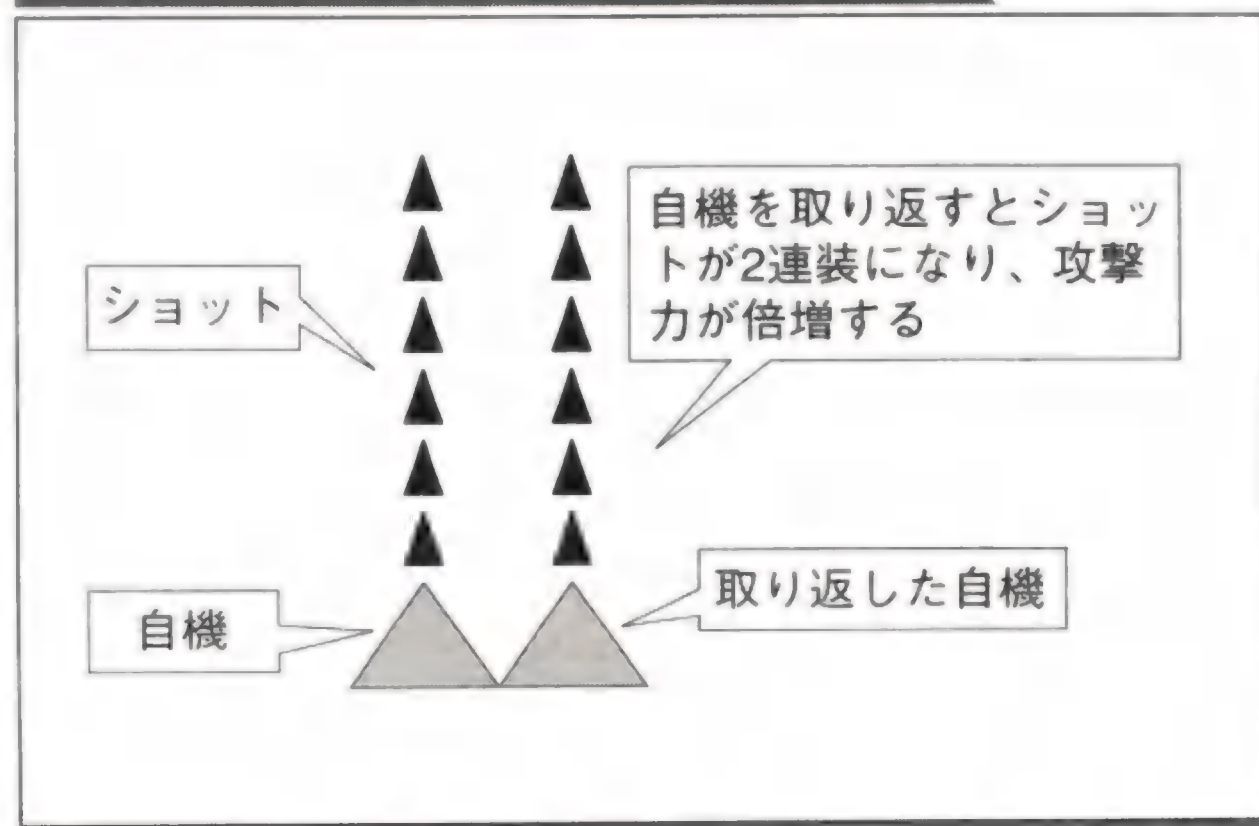 自機を取り返すとショッ
トが2連装になり、攻撃
力が倍増する
ショット
取り返した自機
自機